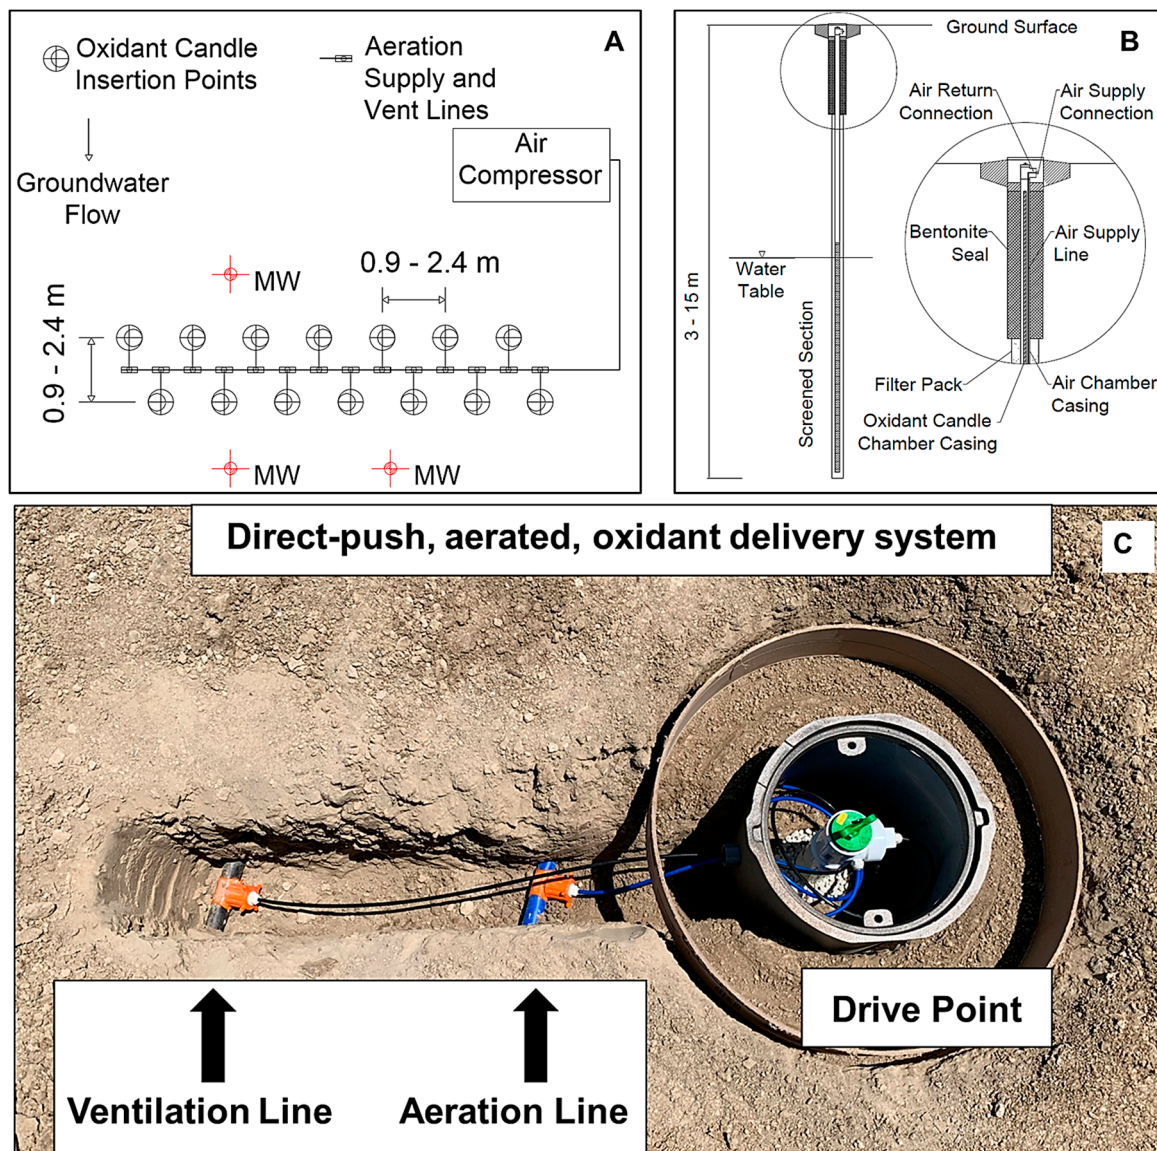 A
Oxidant Candle
Insertion Points
Aeration
Supply and
Vent Lines
Groundwater
Flow
Air
Compressor
MW
0.9 - 2.4 m
0.9 - 2.4 m
MW
MW
B
Ground Surface
Air Return
Connection
Air Supply
Connection
Bentonite
Seal
Air Supply
Line
Water
Table
3 - 15 m
Screened Section
Filter Pack
Air Chamber
Casing
Oxidant Candle
Chamber Casing
Direct-push, aerated, oxidant delivery system
C
Drive Point
Ventilation Line
Aeration Line